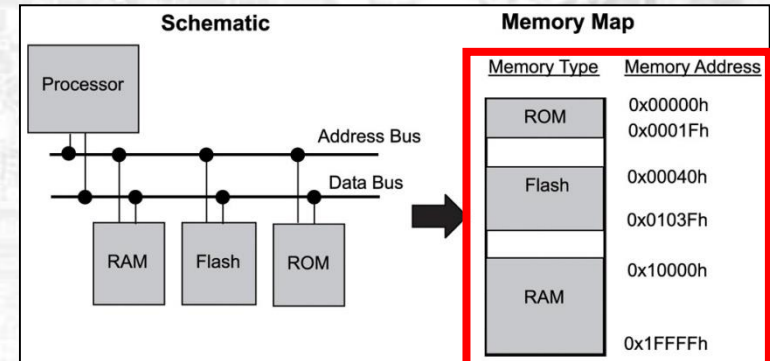 Schematic
Processor
Address Bus
Data Bus
RAM
Flash
ROM
Memory Map
Memory Type Memory Address
ROM
0x00000h
0x0001Fh
Flash
0x00040h
0x0103Fh
RAM
0x10000h
0x1FFFFh